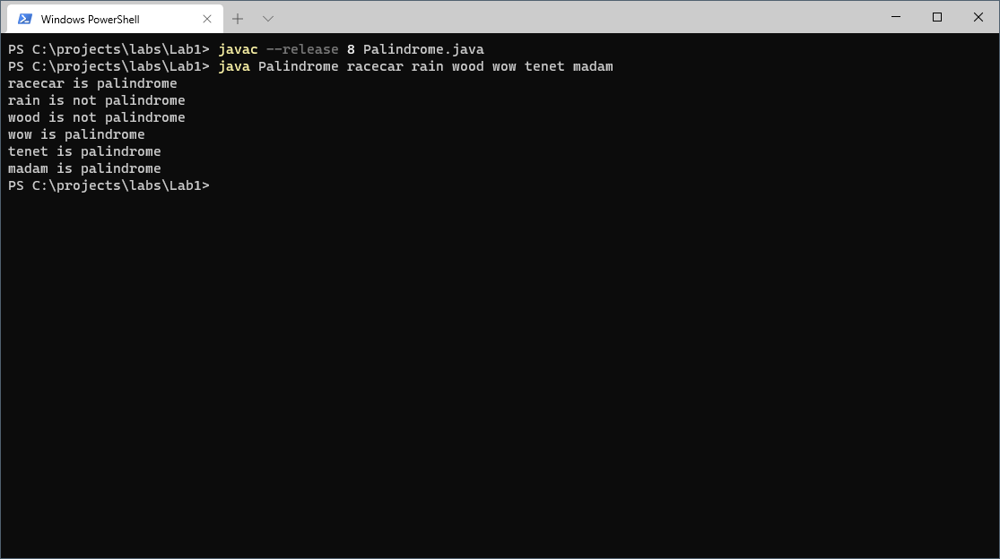 Windows PowerShell
PS C:\projects\labs\Lab1> javac --release 8 Palindrome.java
PS C:\projects\labs\Lab1> java Palindrome racecar rain wood wow tenet madam
racecar is palindrome
rain is not palindrome
wood is not palindrome
wow is palindrome
tenet is palindrome
madam is palindrome
PS C:\projects\labs\Lab1>